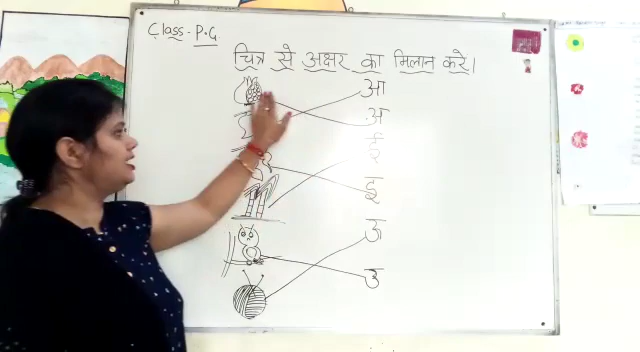 Class - P.G
चित्र से अक्षर का मिलान करे।
आ
अ
ई
इ
ऊ
उ